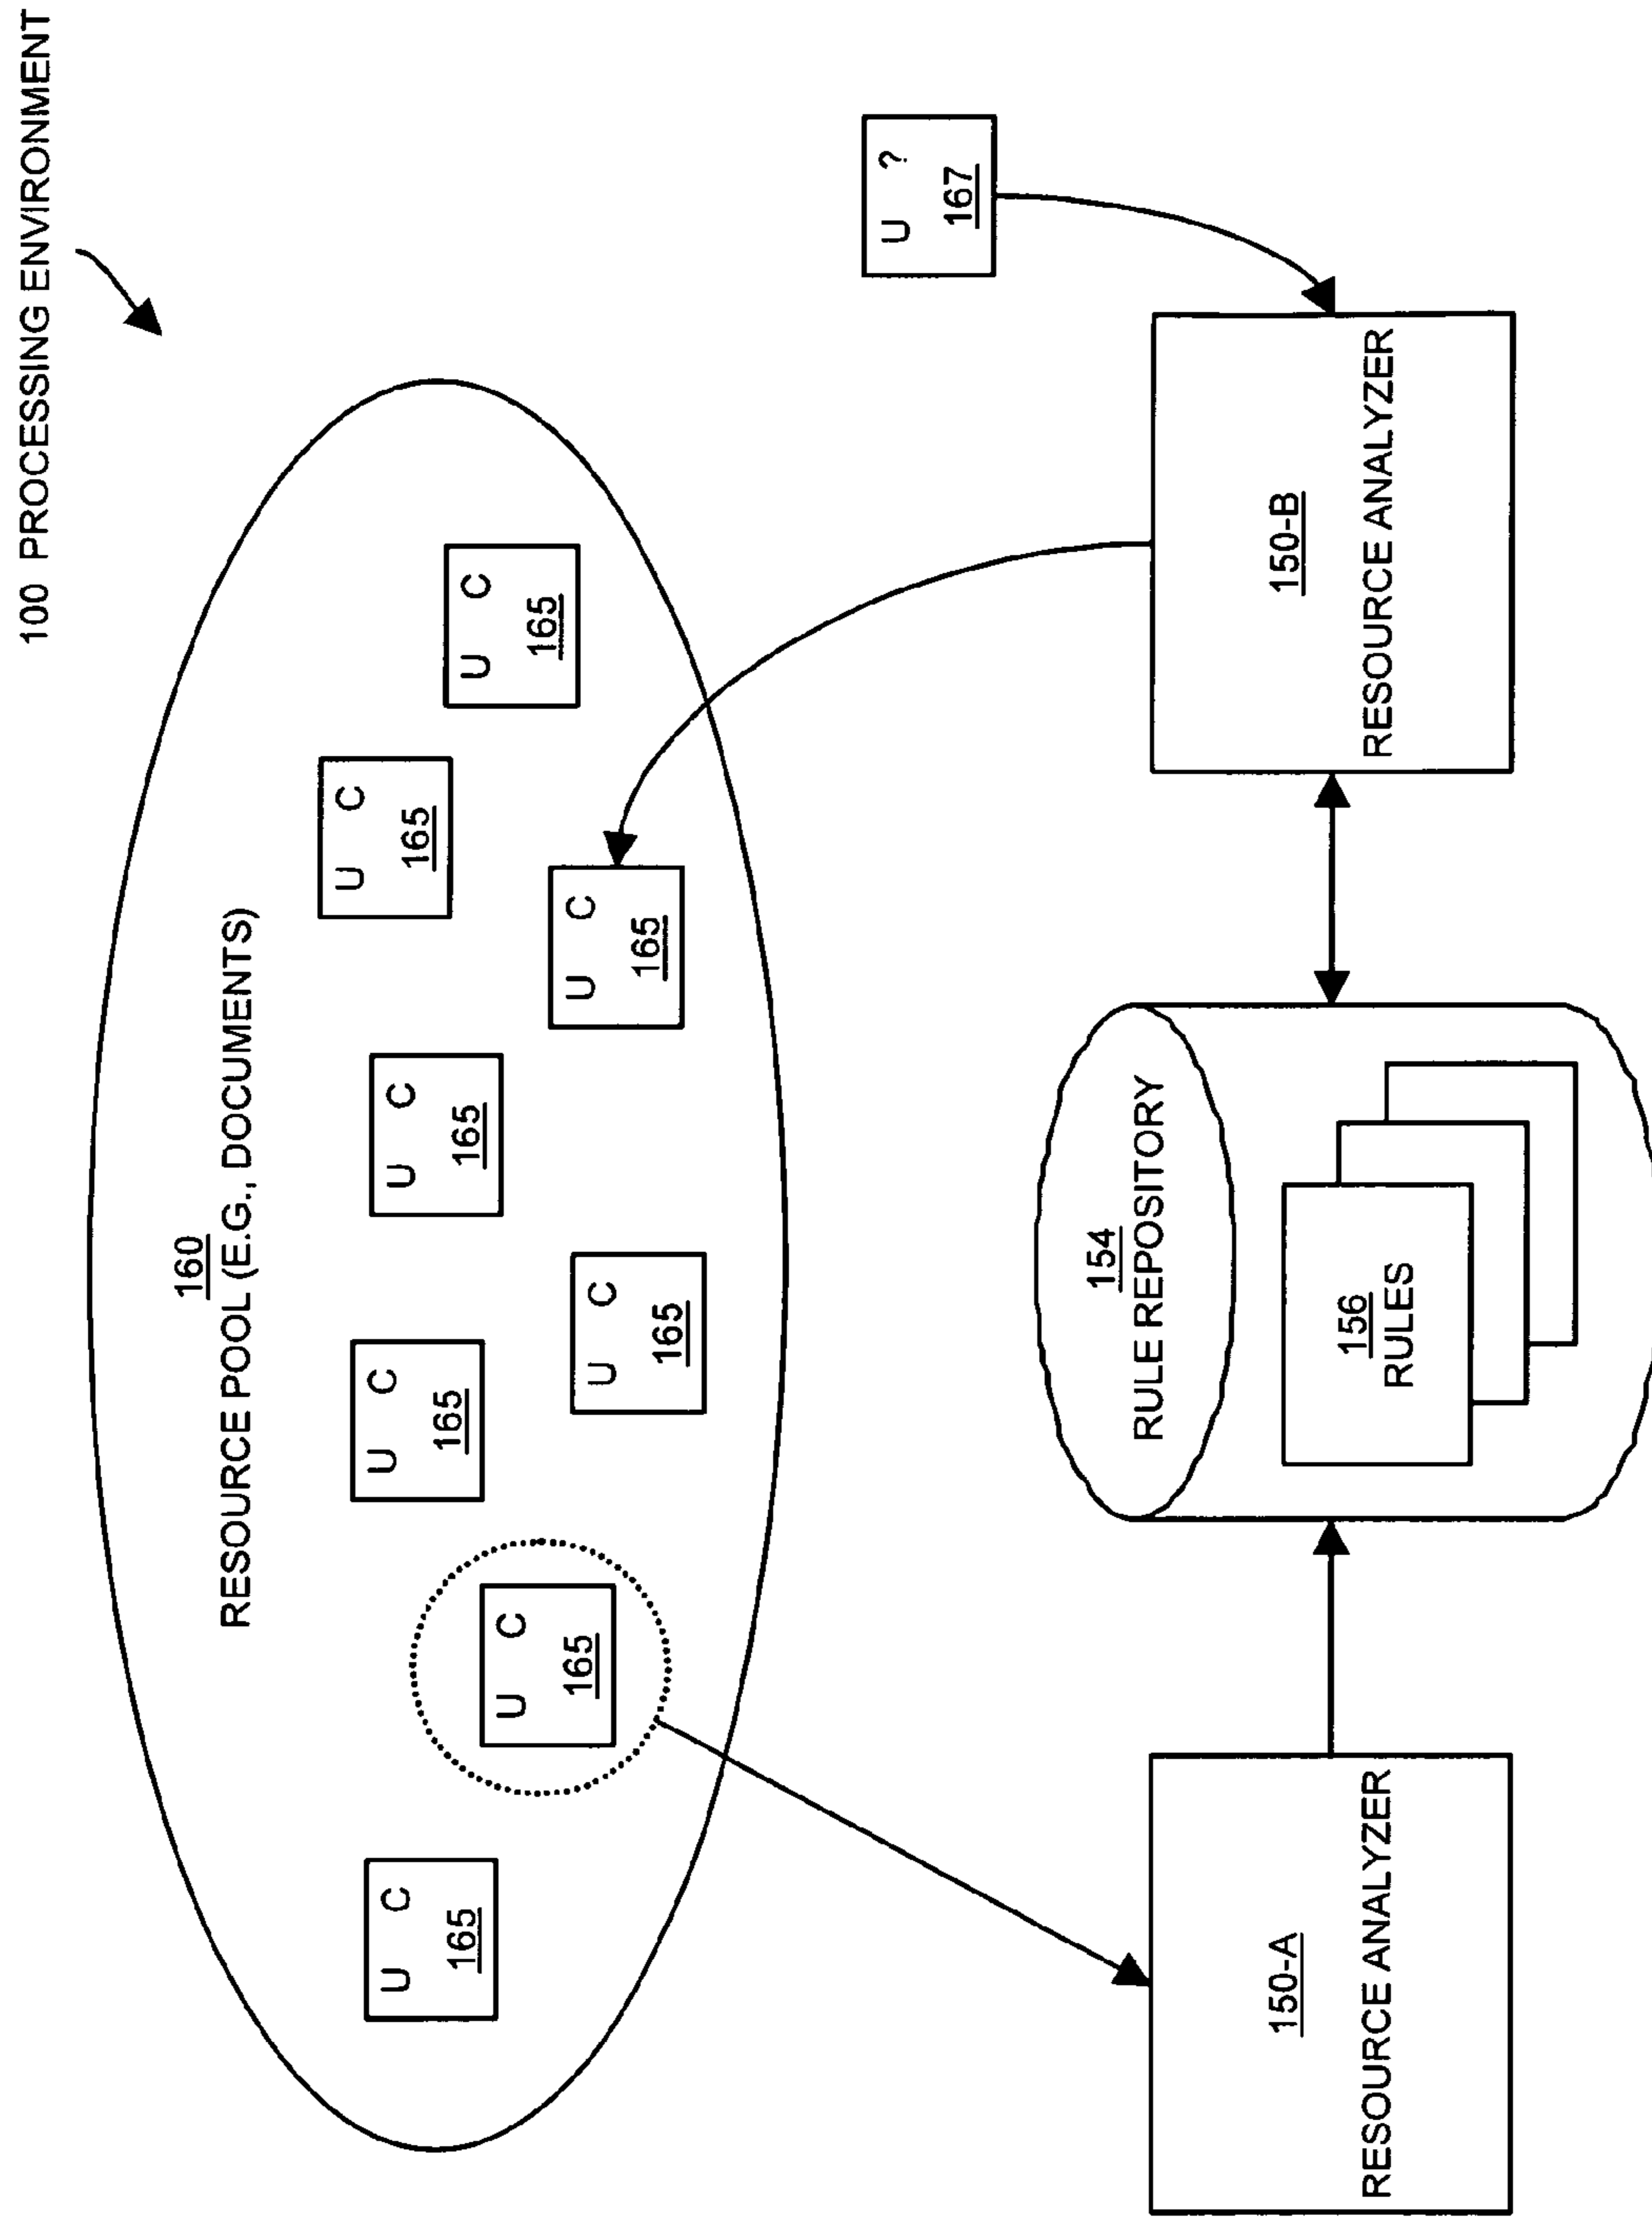 100 PROCESSING ENVIRONMENT
160
RESOURCE POOL (E.G., DOCUMENTS)
U C
165
U C
165
U C
165
U C
165
U C
165
U C
165
U C
165
U C
165
U ?
167
150-A
RESOURCE ANALYZER
154
RULE REPOSITORY
156
RULES
150-B
RESOURCE ANALYZER